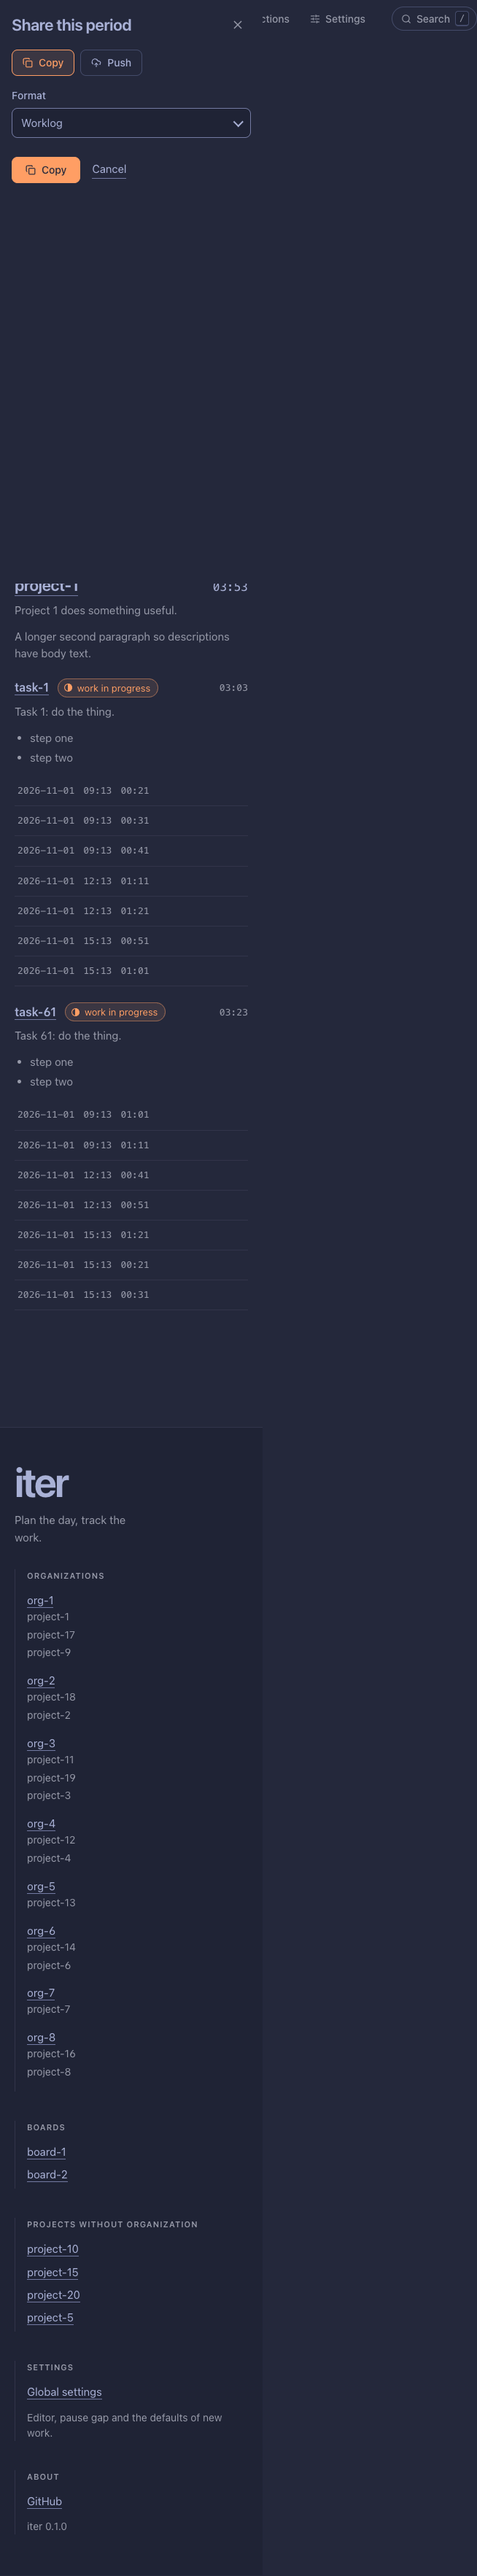 Share this period
ctions
Settings
Search /
Copy
Push
Format
Worklog
Copy
Cancel
project-1 03:53
Project 1 does something useful.
A longer second paragraph so descriptions
have body text.
task-1 work in progress 03:03
Task 1: do the thing.
• step one
• step two
2026-11-01 09:13 00:21
2026-11-01 09:13 00:31
2026-11-01 09:13 00:41
2026-11-01 12:13 01:11
2026-11-01 12:13 01:21
2026-11-01 15:13 00:51
2026-11-01 15:13 01:01
task-61 work in progress 03:23
Task 61: do the thing.
• step one
• step two
2026-11-01 09:13 01:01
2026-11-01 09:13 01:11
2026-11-01 12:13 00:41
2026-11-01 12:13 00:51
2026-11-01 15:13 01:21
2026-11-01 15:13 00:21
2026-11-01 15:13 00:31
iter
Plan the day, track the
work.
ORGANIZATIONS
org-1
project-1
project-17
project-9
org-2
project-18
project-2
org-3
project-11
project-19
project-3
org-4
project-12
project-4
org-5
project-13
org-6
project-14
project-6
org-7
project-7
org-8
project-16
project-8
BOARDS
board-1
board-2
PROJECTS WITHOUT ORGANIZATION
project-10
project-15
project-20
project-5
SETTINGS
Global settings
Editor, pause gap and the defaults of new
work.
ABOUT
GitHub
iter 0.1.0